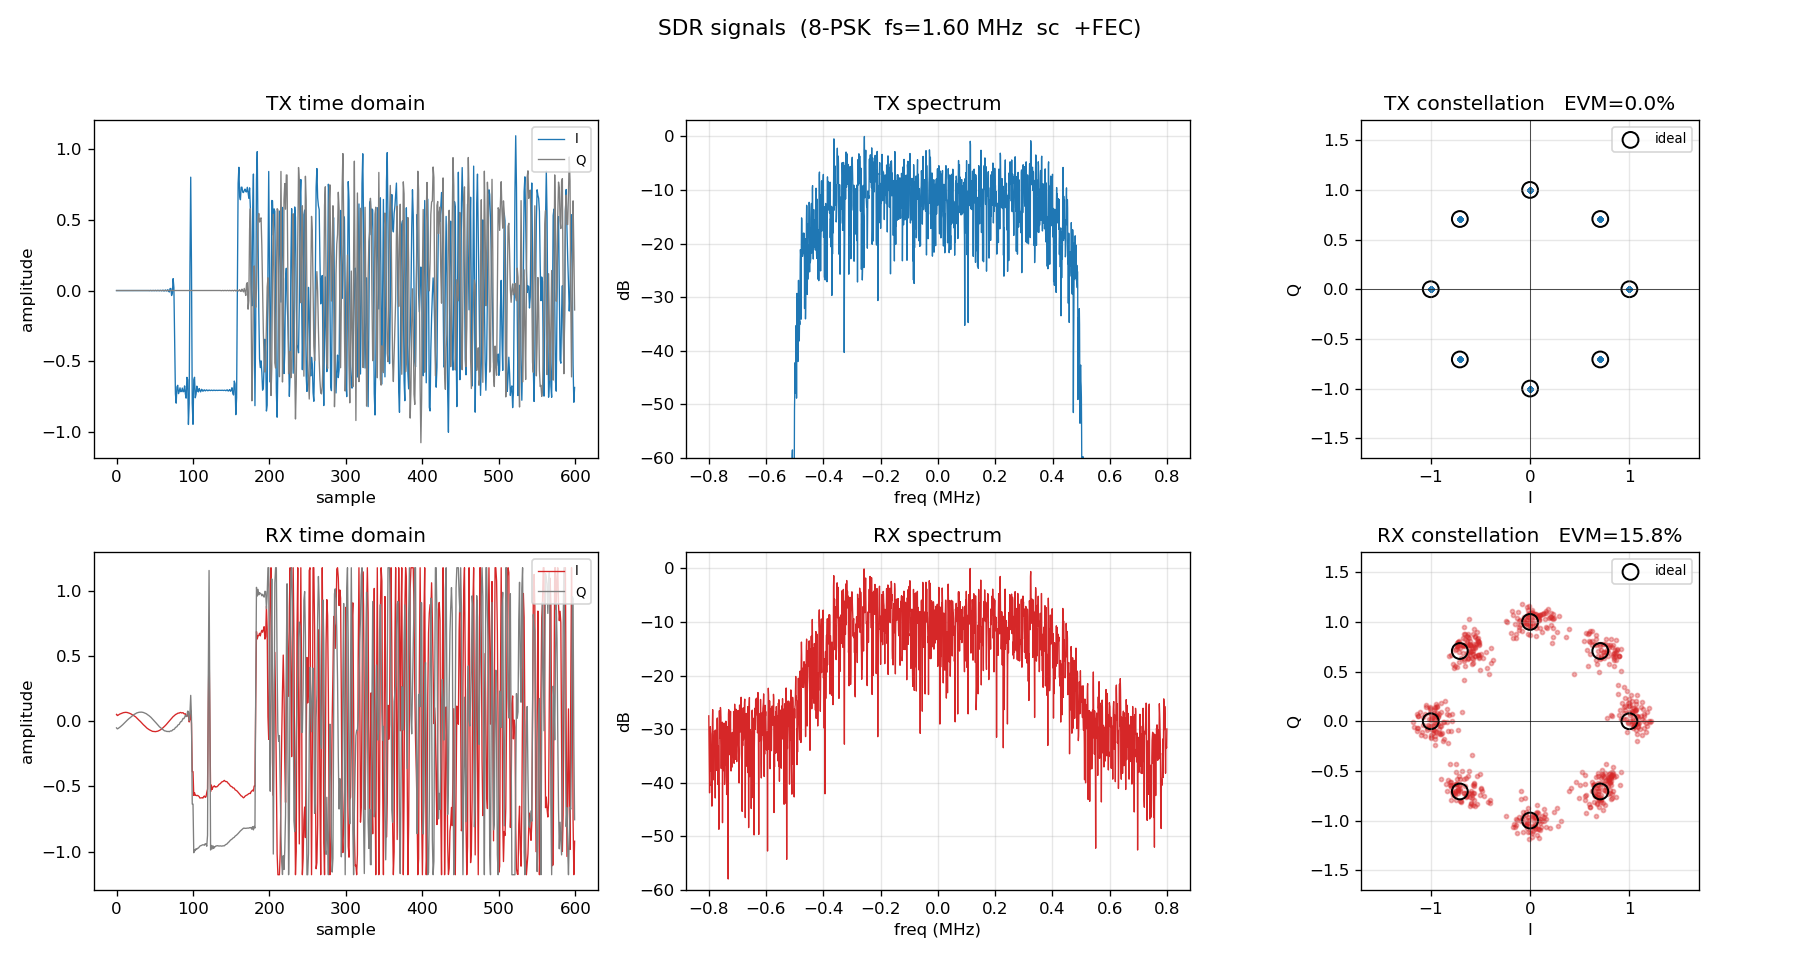 SDR signals  (8-PSK  fs=1.60 MHz  sc  +FEC)
TX time domain
1.0
0.5
0.0
−0.5
−1.0
amplitude
I
Q
0 100 200 300 400 500 600
sample
TX spectrum
0
−10
−20
−30
−40
−50
−60
dB
−0.8 −0.6 −0.4 −0.2 0.0 0.2 0.4 0.6 0.8
freq (MHz)
TX constellation   EVM=0.0%
1.5
1.0
0.5
0.0
−0.5
−1.0
−1.5
Q
ideal
−1 0 1
I
RX time domain
1.0
0.5
0.0
−0.5
−1.0
amplitude
I
Q
0 100 200 300 400 500 600
sample
RX spectrum
0
−10
−20
−30
−40
−50
−60
dB
−0.8 −0.6 −0.4 −0.2 0.0 0.2 0.4 0.6 0.8
freq (MHz)
RX constellation   EVM=15.8%
1.5
1.0
0.5
0.0
−0.5
−1.0
−1.5
Q
ideal
−1 0 1
I